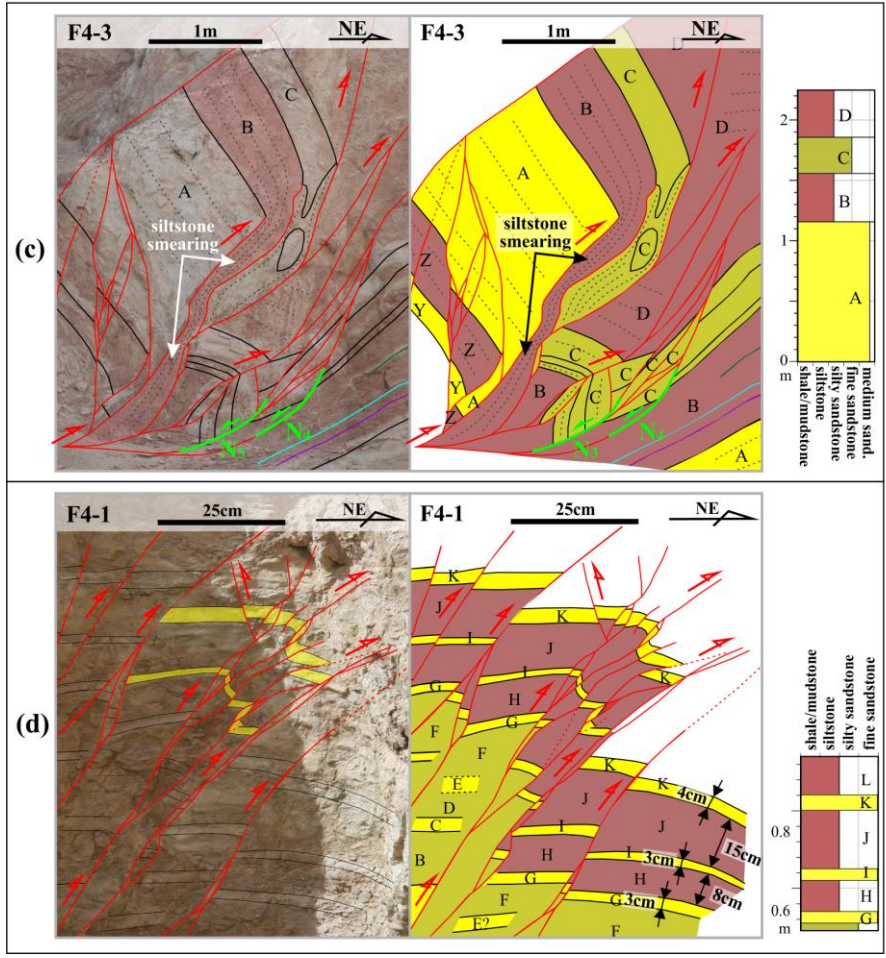 (c)
F4-3
1m
NE
A
B
C
D
siltstone
smearing
Z
Y
Z
Y
A
Z
C
B
C
N₃
N₄
F4-3
1m
NE
D
C
B
D
A
siltstone
smearing
C
Z
Y
Z
D
C
C
C
C
C
Y
A
Z
B
C
C
B
A
N₃
N₄
2
1
0
m
D
C
B
A
shale/mudstone
siltstone
silty sandstone
fine sandstone
medium sand.
(d)
F4-1
25cm
NE
F4-1
25cm
NE
K
J
K
I
J
K
I
G
H
G
F
F
K
E
J
K
4cm
D
C
I
J
15cm
B
H
I
3cm
H
8cm
G
G
3cm
F
E?
F
shale/mudstone
siltstone
silty sandstone
fine sandstone
L
K
0.8
J
I
H
0.6
G
m